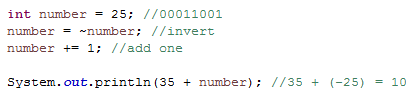 int number = 25; //00011001
number = ~number; //invert
number += 1; //add one
System.out.println(35 + number); //35 + (-25) = 10